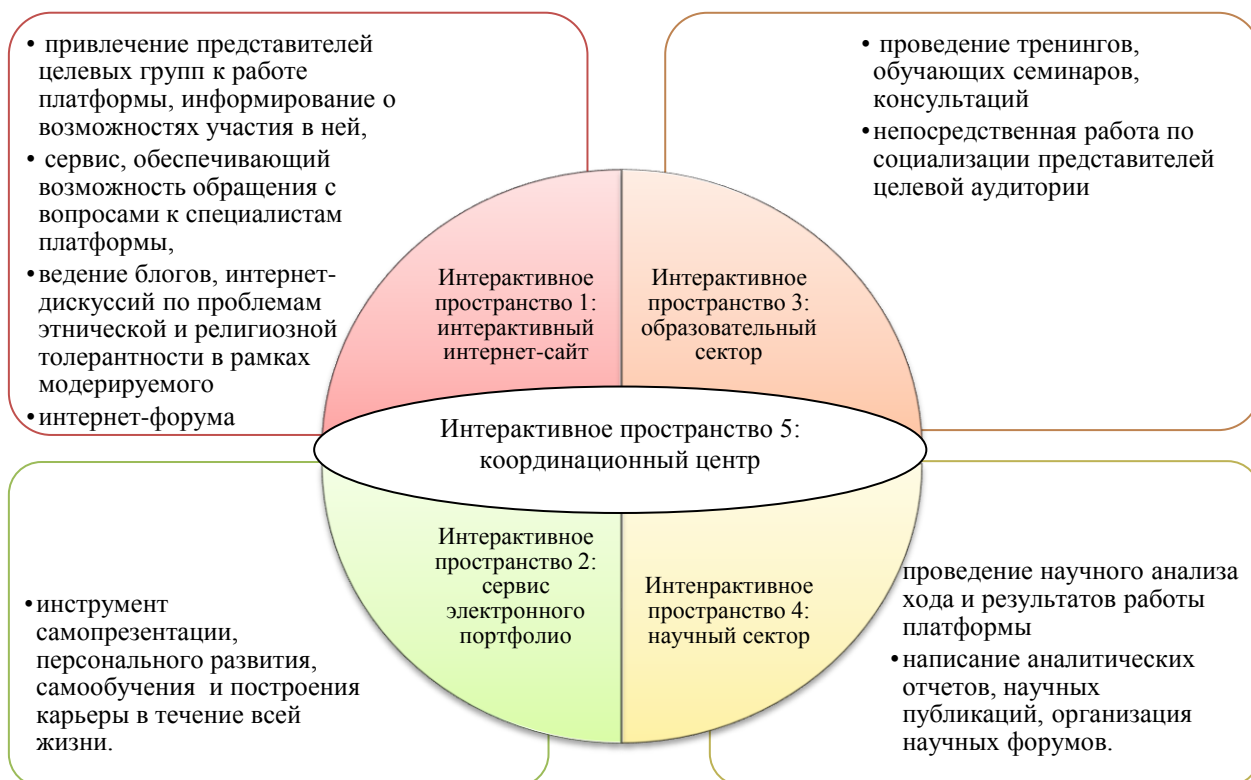 • привлечение представителей
целевых групп к работе
платформы, информирование о
возможностях участия в ней,
• сервис, обеспечивающий
возможность обращения с
вопросами к специалистам
платформы,
•ведение блогов, интернет-
дискуссий по проблемам
этнической и религиозной
толерантности в рамках
модерируемого
•интернет-форума
• проведение тренингов,
обучающих семинаров,
консультаций
•непосредственная работа по
социализации представителей
целевой аудитории
Интерактивное
пространство 1:
интерактивный
интернет-сайт
Интерактивное
пространство 3:
образовательный
сектор
Интерактивное пространство 5:
координационный центр
Интерактивное
пространство 2:
сервис
электронного
портфолио
Интенрактивное
пространство 4:
научный сектор
•инструмент
самопрезентации,
персонального развития,
самообучения и построения
карьеры в течение всей
жизни.
проведение научного анализа
хода и результатов работы
платформы
•написание аналитических
отчетов, научных
публикаций, организация
научных форумов.